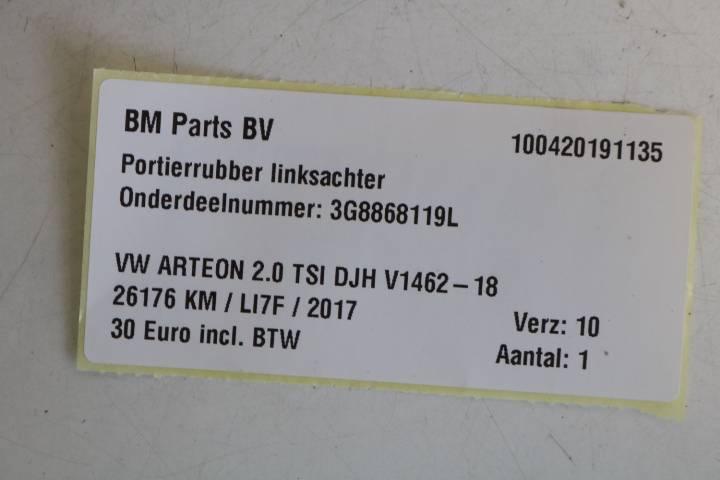 BM Parts BV
100420191135
Portierrubber linksachter
Onderdeelnummer: 3G8868119L
VW ARTEON 2.0 TSI DJH V1462-18
26176 KM / LI7F / 2017
Verz: 10
30 Euro incl. BTW
Aantal: 1